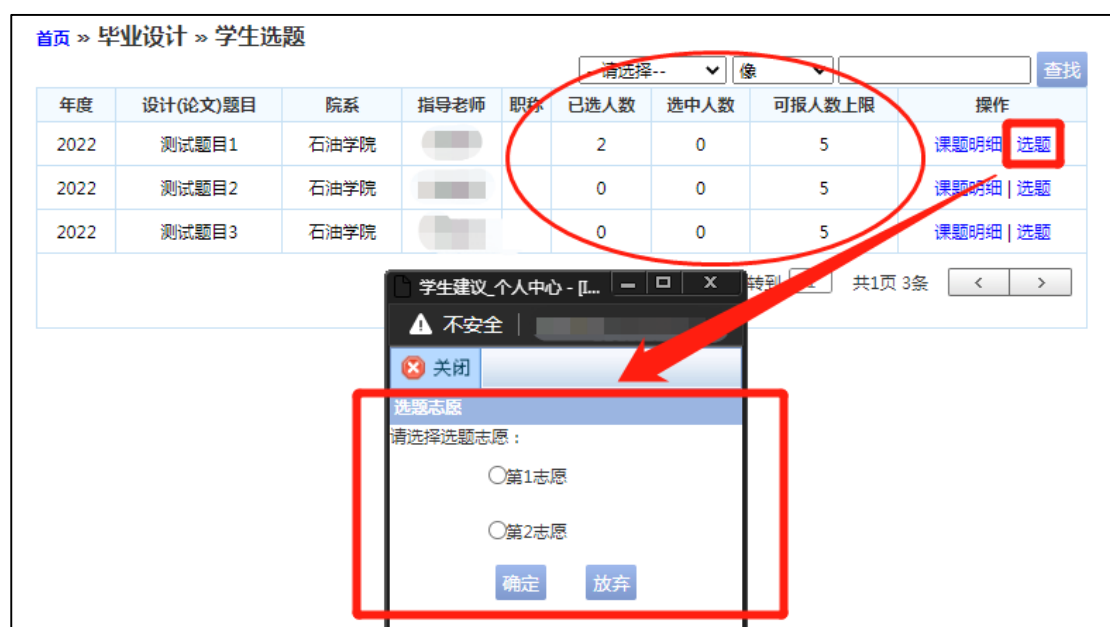 首页 » 毕业设计 » 学生选题
--请选择-- 像 查找
年度 设计(论文)题目 院系 指导老师 职称 已选人数 选中人数 可报人数上限 操作
2022 测试题目1 石油学院 2 0 5 课题明细 选题
2022 测试题目2 石油学院 0 0 5 课题明细 | 选题
2022 测试题目3 石油学院 0 0 5 课题明细 | 选题
转到 共1页 3条 < >
学生建议_个人中心 - [I...
不安全
关闭
选题志愿
请选择选题志愿：
第1志愿
第2志愿
确定 放弃